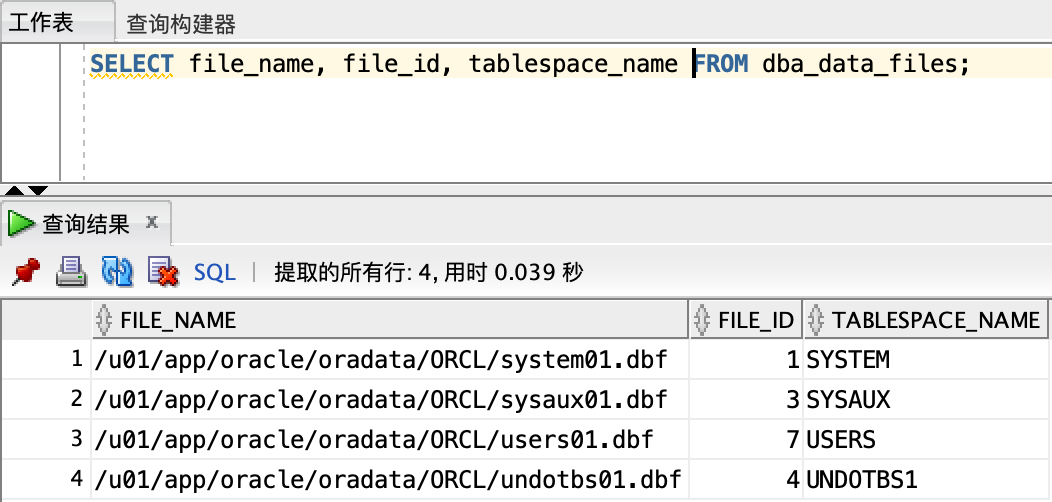 工作表 查询构建器
SELECT file_name, file_id, tablespace_name FROM dba_data_files;
查询结果 x
SQL | 提取的所有行: 4, 用时 0.039 秒
FILE_NAME FILE_ID TABLESPACE_NAME
1 /u01/app/oracle/oradata/ORCL/system01.dbf 1 SYSTEM
2 /u01/app/oracle/oradata/ORCL/sysaux01.dbf 3 SYSAUX
3 /u01/app/oracle/oradata/ORCL/users01.dbf 7 USERS
4 /u01/app/oracle/oradata/ORCL/undotbs01.dbf 4 UNDOTBS1